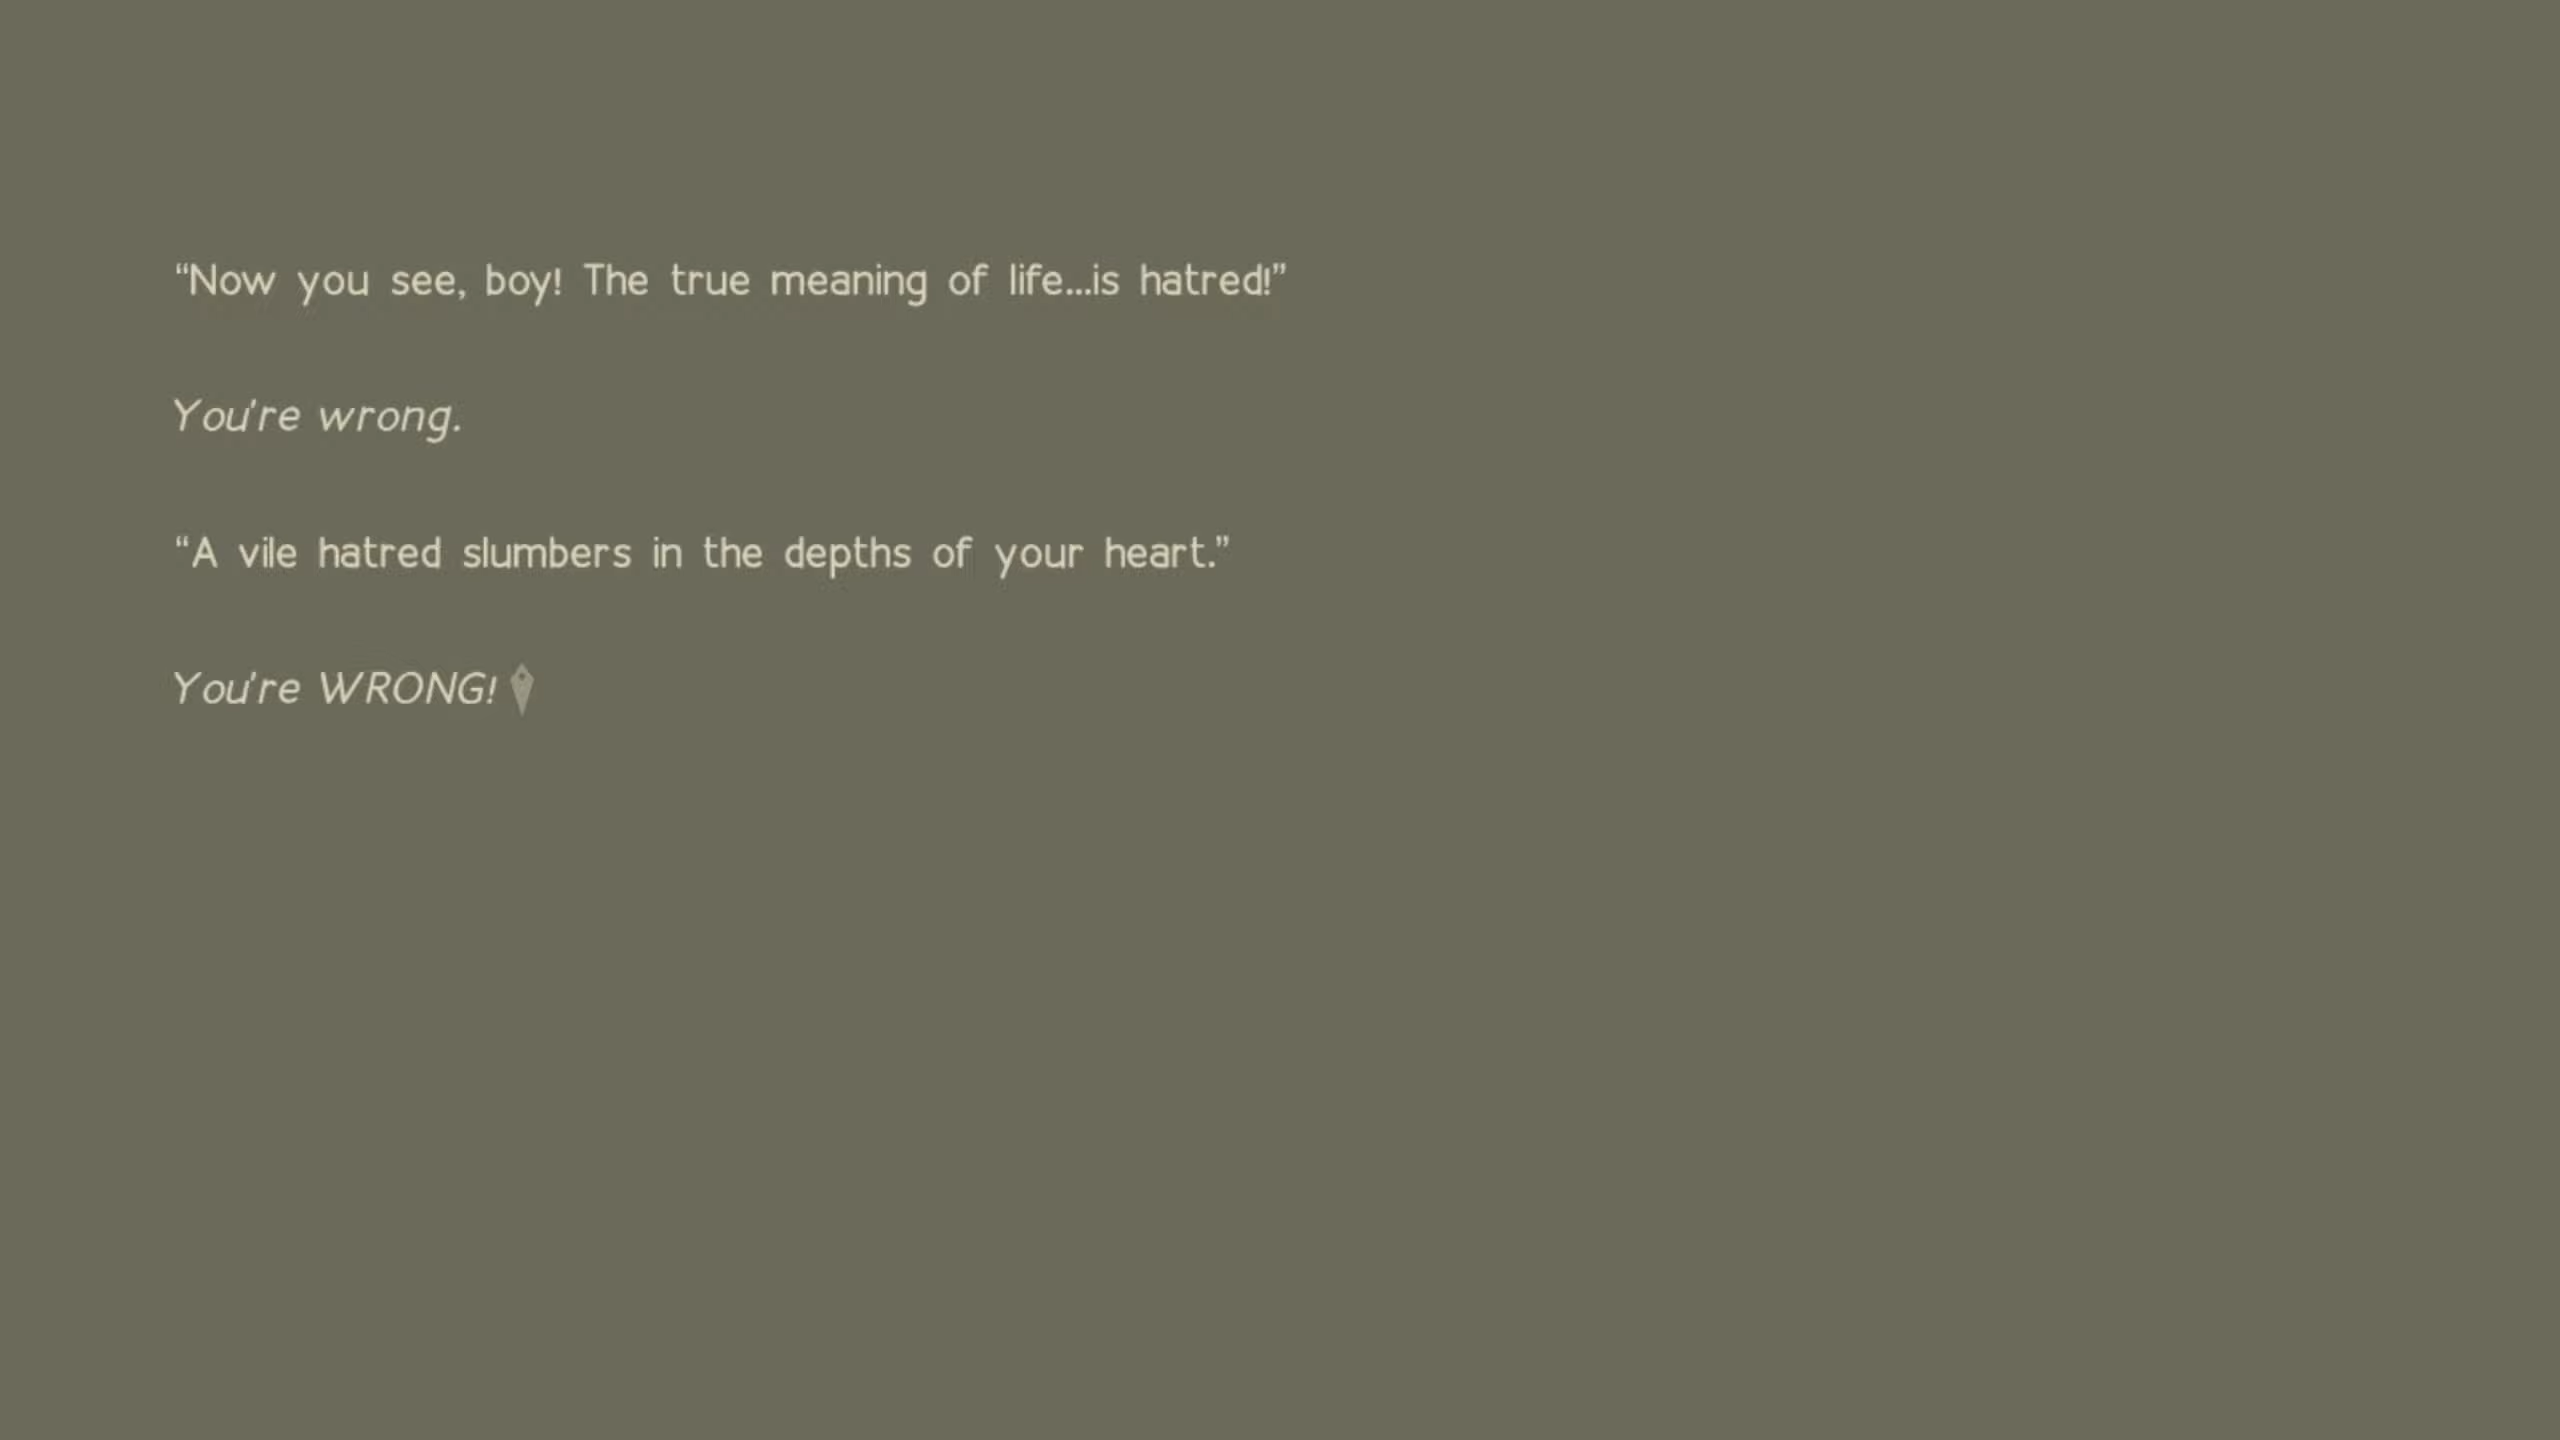 “Now you see, boy! The true meaning of life...is hatred!”
You're wrong.
“A vile hatred slumbers in the depths of your heart.”
You're WRONG!